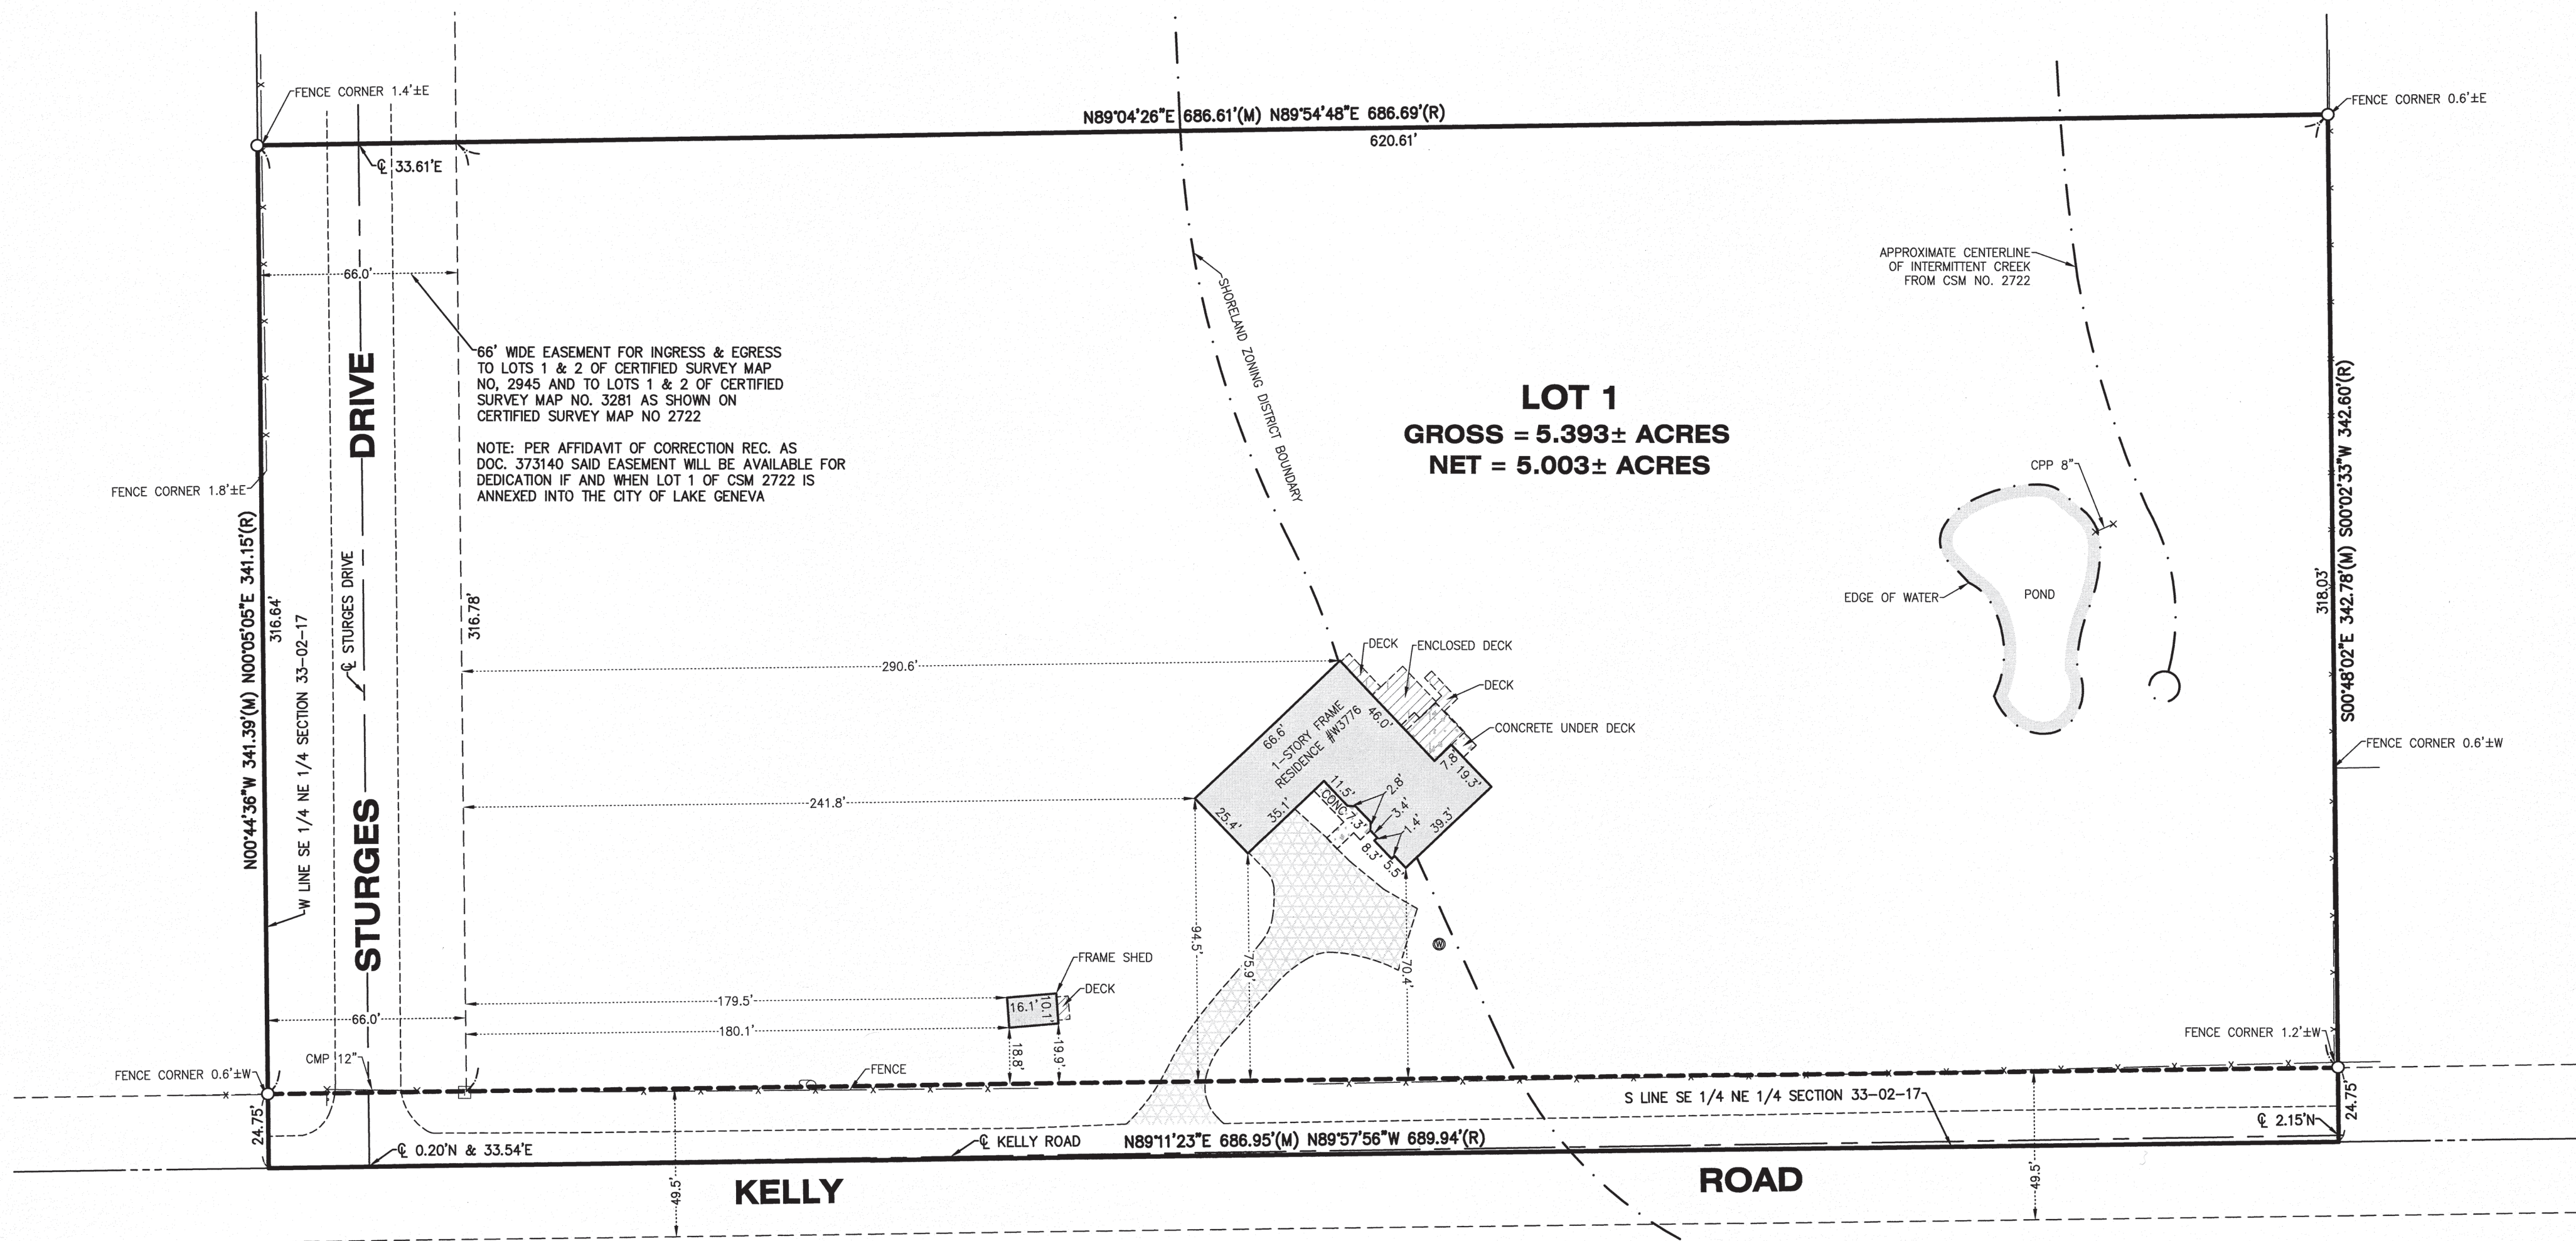 FENCE CORNER 1.4'±E
N89°04'26"E 686.61'(M) N89°54'48"E 686.69'(R)
620.61'
FENCE CORNER 0.6'±E
℄ 33.61'E
66.0'
66' WIDE EASEMENT FOR INGRESS & EGRESS
TO LOTS 1 & 2 OF CERTIFIED SURVEY MAP
NO, 2945 AND TO LOTS 1 & 2 OF CERTIFIED
SURVEY MAP NO. 3281 AS SHOWN ON
CERTIFIED SURVEY MAP NO 2722
NOTE: PER AFFIDAVIT OF CORRECTION REC. AS
DOC. 373140 SAID EASEMENT WILL BE AVAILABLE FOR
DEDICATION IF AND WHEN LOT 1 OF CSM 2722 IS
ANNEXED INTO THE CITY OF LAKE GENEVA
SHORELAND ZONING DISTRICT BOUNDARY
APPROXIMATE CENTERLINE
OF INTERMITTENT CREEK
FROM CSM NO. 2722
LOT 1
GROSS = 5.393± ACRES
NET = 5.003± ACRES
CPP 8"
EDGE OF WATER
POND
FENCE CORNER 1.8'±E
N00°44'36"W 341.39'(M) N00°05'05"E 341.15'(R)
316.64'
W LINE SE 1/4 NE 1/4 SECTION 33-02-17
℄ STURGES DRIVE
STURGES DRIVE
316.78'
318.03'
S00°48'02"E 342.78'(M) S00°02'33"W 342.60'(R)
FENCE CORNER 0.6'±W
290.6'
DECK
ENCLOSED DECK
DECK
CONCRETE UNDER DECK
66.6'
1-STORY FRAME
RESIDENCE #W3776
46.0'
7.8'
19.3'
241.8'
25.4'
35.1'
11.5'
CONC.
7.3'
2.8'
3.4'
1.4'
8.3'
5.5'
39.3'
94.5'
75.9'
70.4'
W
FRAME SHED
DECK
179.5'
16.1'
10.1'
66.0'
180.1'
18.8'
19.9'
CMP 12"
FENCE
FENCE CORNER 0.6'±W
FENCE CORNER 1.2'±W
24.75'
S LINE SE 1/4 NE 1/4 SECTION 33-02-17
24.75'
℄ 2.15'N
℄ 0.20'N & 33.54'E
℄ KELLY ROAD
N89°11'23"E 686.95'(M) N89°57'56"W 689.94'(R)
49.5'
KELLY ROAD
49.5'